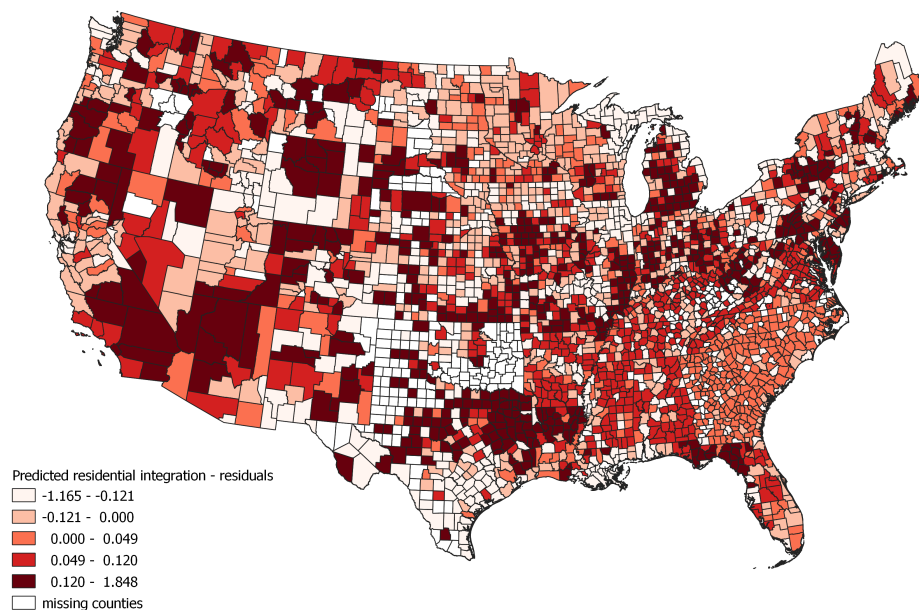 Predicted residential integration - residuals
-1.165 - -0.121
-0.121 - 0.000
0.000 - 0.049
0.049 - 0.120
0.120 - 1.848
missing counties